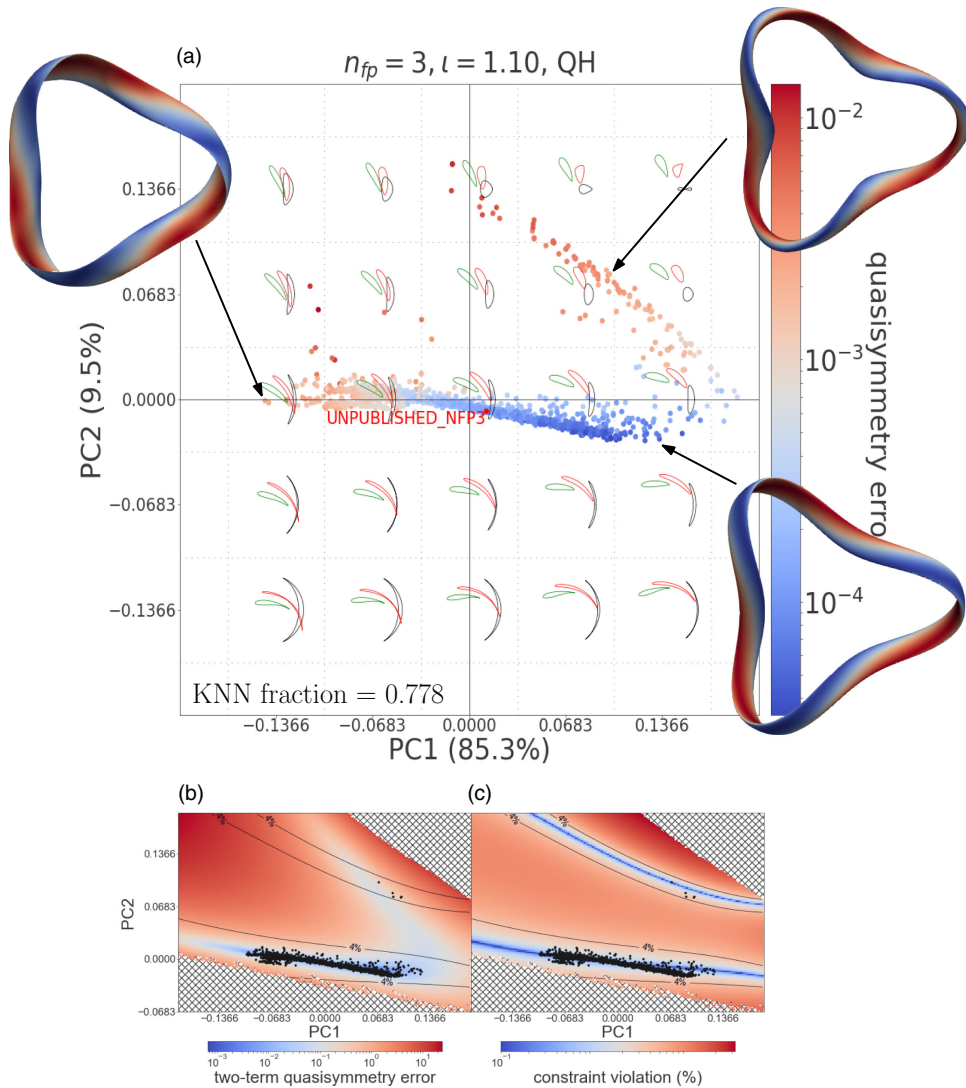 (a)
n_fp = 3, ι = 1.10, QH
10⁻²
0.1366
0.0683
0.0000
−0.0683
−0.1366
PC2 (9.5%)
UNPUBLISHED_NFP3
10⁻³
quasisymmetry erro
10⁻⁴
KNN fraction = 0.778
−0.1366 −0.0683 0.0000 0.0683 0.1366
PC1 (85.3%)
(b)
(c)
4% 4%
4% 4%
0.1366
0.0683
0.0000
−0.0683
PC2
4%
4%
4%
4%
−0.1366 −0.0683 0.0000 0.0683 0.1366
−0.1366 −0.0683 0.0000 0.0683 0.1366
PC1
PC1
10⁻³ 10⁻² 10⁻¹ 10⁰ 10¹
10⁻¹
two-term quasisymmetry error
constraint violation (%)